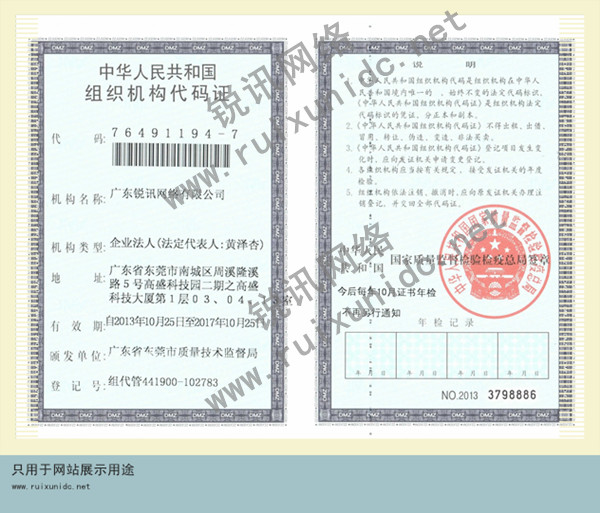 中华人民共和国
组织机构代码证
代 码: 76491194-7
机构名称: 广东锐讯网络有限公司
机构类型: 企业法人(法定代表人:黄泽杏)
地 址: 广东省东莞市南城区周溪隆溪
路5号高盛科技园二期之高盛
科技大厦第1层03、04、
有 效 期: 自2013年10月25日至2017年10月25日
颁发单位: 广东省东莞市质量技术监督局
登 记 号: 组代管441900-102783
说 明
1.中华人民共和国组织机构代码是组织机构在中华人
民共和国境内唯一的、始终不变的法定代码标识,
《中华人民共和国组织机构代码证》是组织机构法定
代码标识的凭证,分正本和副本。
2.《中华人民共和国组织机构代码证》不得出租、出借、
冒用、转让、伪造、变造、非法买卖。
3.《中华人民共和国组织机构代码证》登记项目发生变
化时,应向发证机关申请变更登记。
4.各组织机构应当按有关规定,接受发证机关的年度
检验。
5.组织机构依法注销、撤消时,应向原发证机关办理注
销登记,并交回全部代码证。
中华人民
共和国 国家质量监督检验检疫总局签章
今后每年10月证书年检
不再另行通知
年检记录
年 月 日 年 月 日 年 月 日 年 月 日
NO.2013 3798886
锐讯网络
www.ruixunidc.net
锐讯网络
www.ruixunidc.net
只用于网站展示用途
www.ruixunidc.net